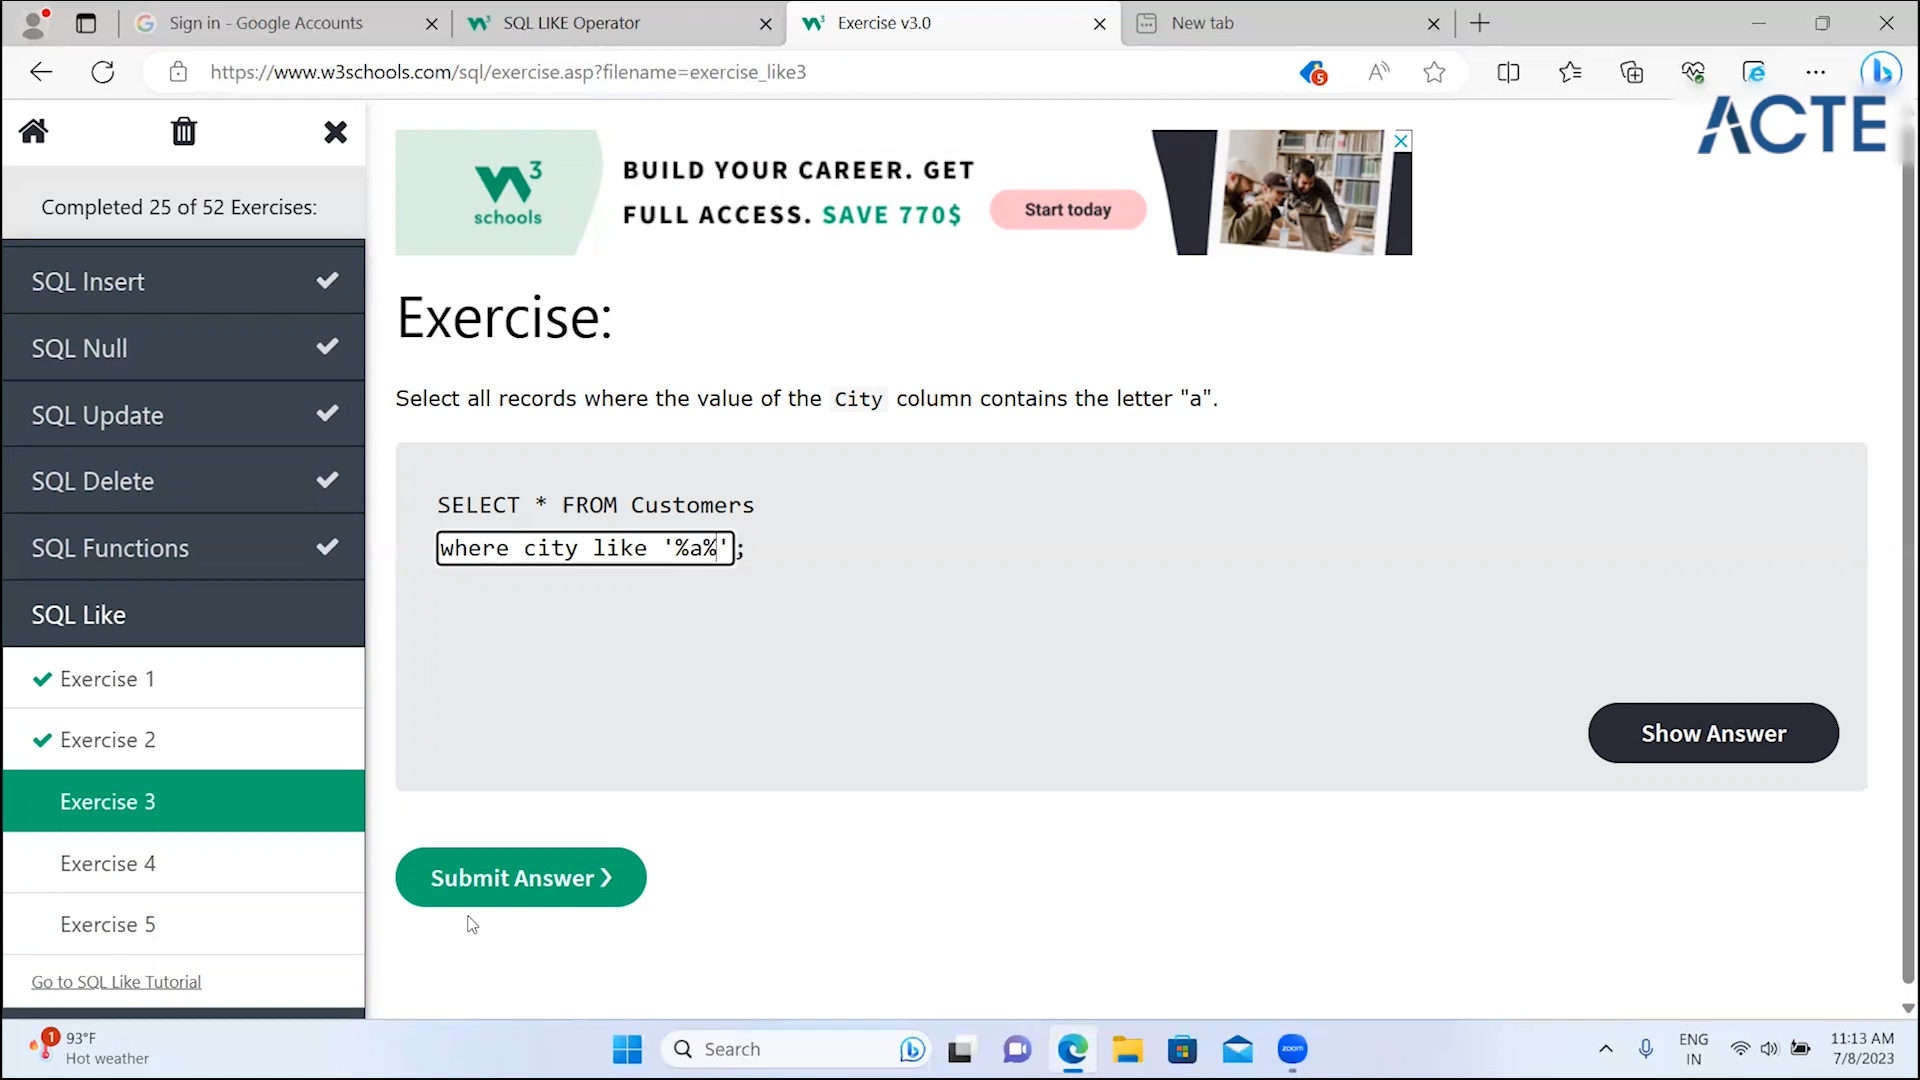 Sign in - Google Accounts
SQL LIKE Operator
Exercise v3.0
New tab
https://www.w3schools.com/sql/exercise.asp?filename=exercise_like3
5
ACTE
Completed 25 of 52 Exercises:
SQL Insert
SQL Null
SQL Update
SQL Delete
SQL Functions
SQL Like
Exercise 1
Exercise 2
Exercise 3
Exercise 4
Exercise 5
Go to SQL Like Tutorial
W3
schools
BUILD YOUR CAREER. GET
FULL ACCESS. SAVE 770$
Start today
Exercise:
Select all records where the value of the City column contains the letter "a".
SELECT * FROM Customers
where city like '%a%';
Show Answer
Submit Answer ❯
1
93°F
Hot weather
Search
zoom
ENG
IN
11:13 AM
7/8/2023